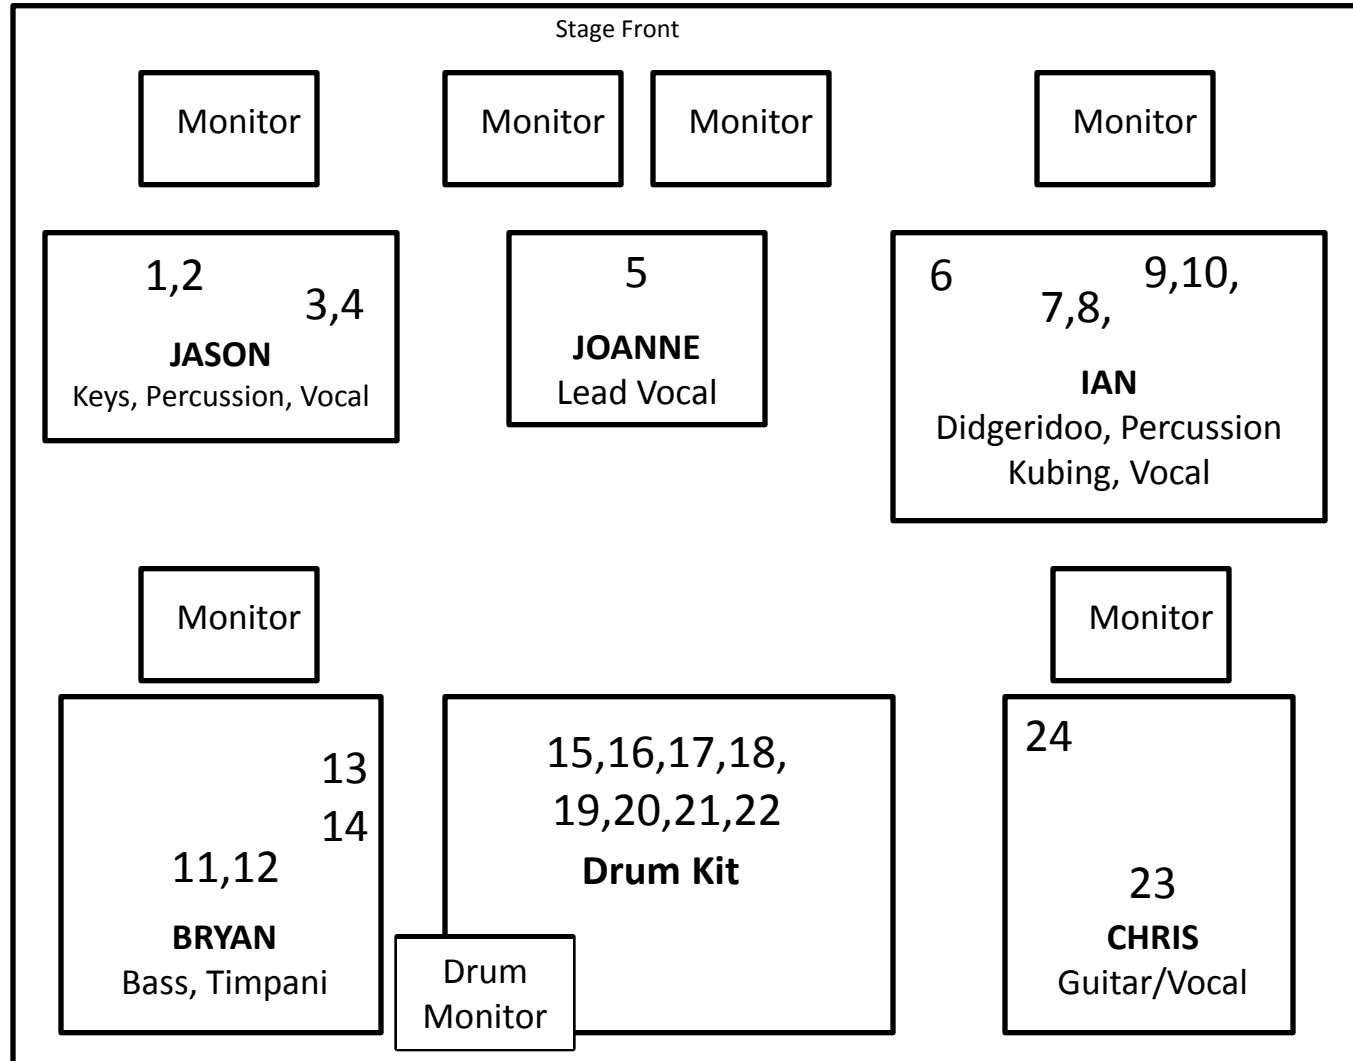 Stage Front
Monitor
Monitor
Monitor
Monitor
1,2
3,4
JASON
Keys, Percussion, Vocal
5
JOANNE
Lead Vocal
6
7,8,
9,10,
IAN
Didgeridoo, Percussion
Kubing, Vocal
Monitor
Monitor
13
14
11,12
BRYAN
Bass, Timpani
15,16,17,18,
19,20,21,22
Drum Kit
Drum
Monitor
24
23
CHRIS
Guitar/Vocal